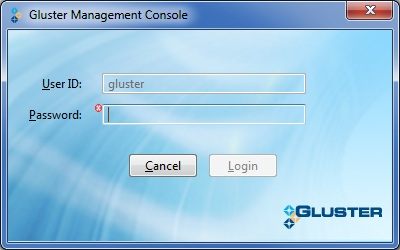 Gluster Management Console
User ID: gluster
Password:
Cancel Login
GLUSTER